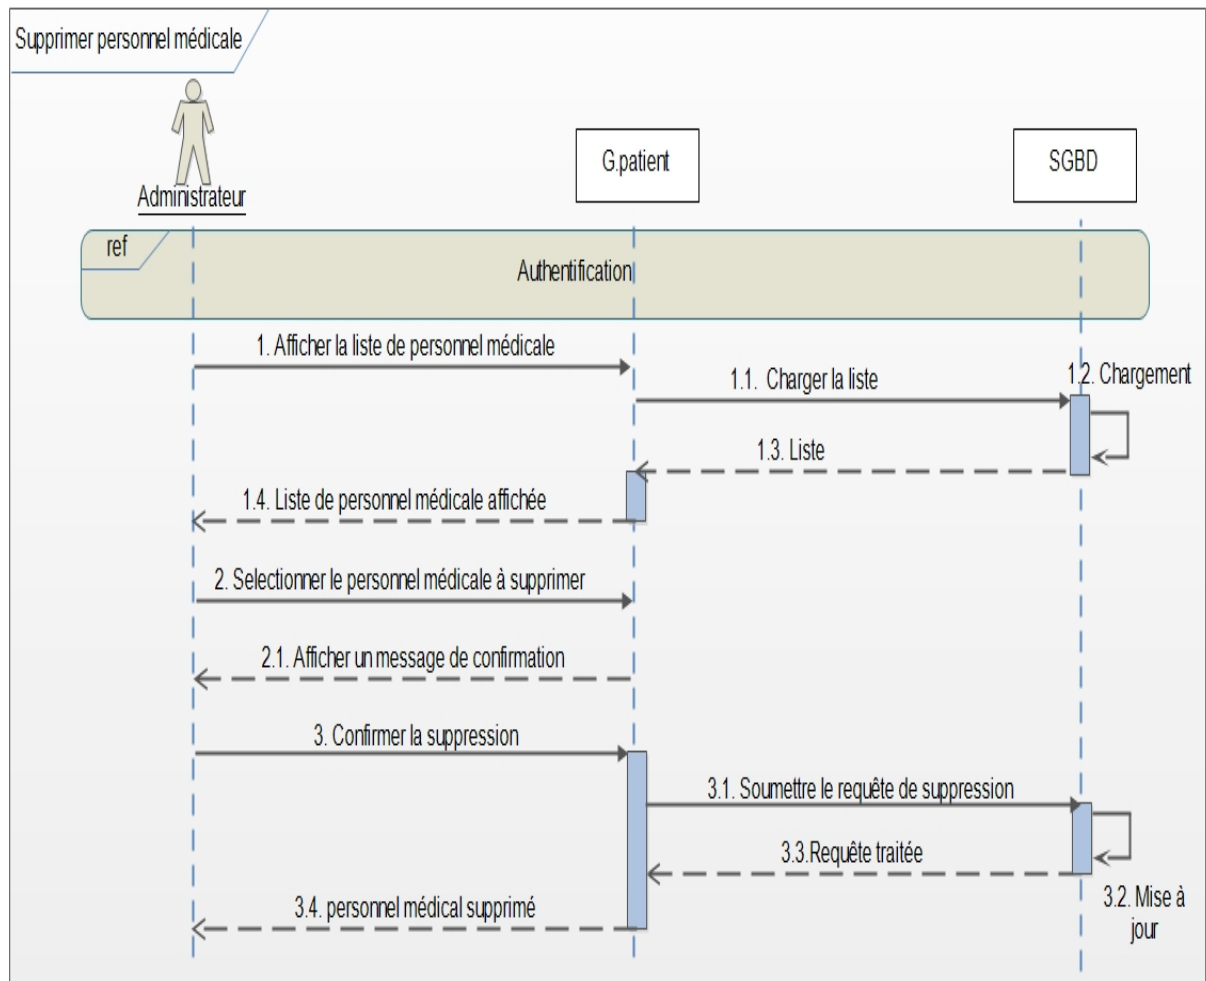 Supprimer personnel médicale
Administrateur
G.patient
SGBD
ref
Authentification
1. Afficher la liste de personnel médicale
1.1. Charger la liste
1.2. Chargement
1.3. Liste
1.4. Liste de personnel médicale affichée
2. Selectionner le personnel médicale à supprimer
2.1. Afficher un message de confirmation
3. Confirmer la suppression
3.1. Soumettre le requête de suppression
3.3.Requête traitée
3.2. Mise à
jour
3.4. personnel médical supprimé